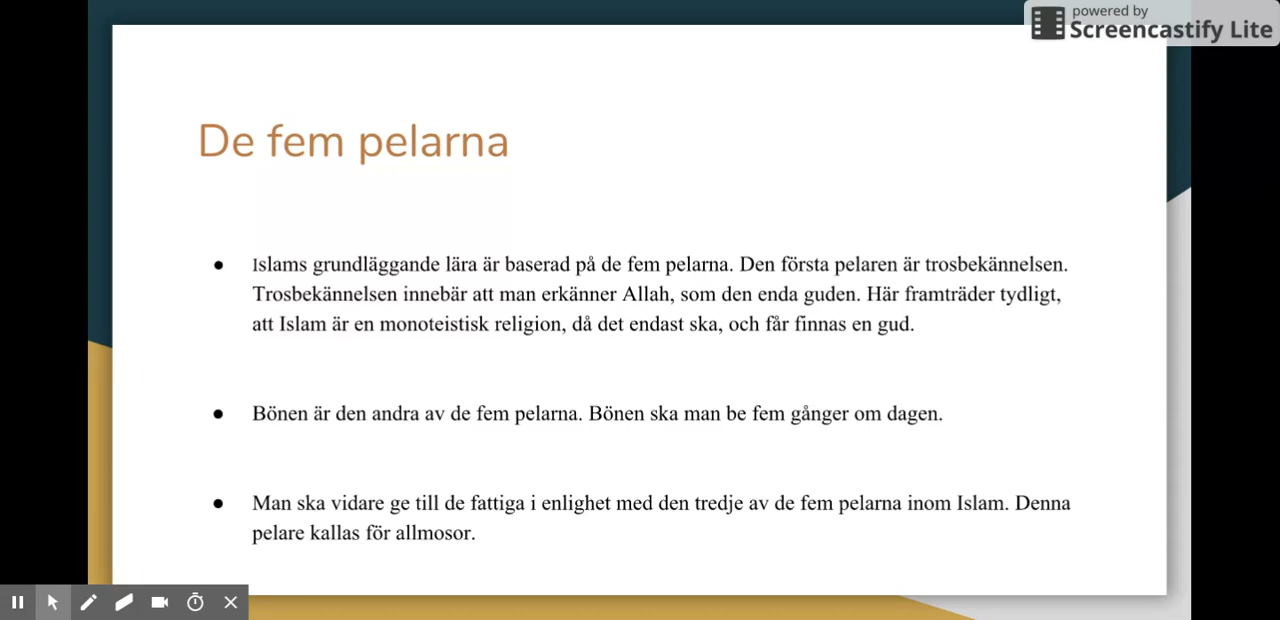 powered by
Screencastify Lite
De fem pelarna
● Islams grundläggande lära är baserad på de fem pelarna. Den första pelaren är trosbekännelsen.
Trosbekännelsen innebär att man erkänner Allah, som den enda guden. Här framträder tydligt,
att Islam är en monoteistisk religion, då det endast ska, och får finnas en gud.
● Bönen är den andra av de fem pelarna. Bönen ska man be fem gånger om dagen.
● Man ska vidare ge till de fattiga i enlighet med den tredje av de fem pelarna inom Islam. Denna
pelare kallas för allmosor.